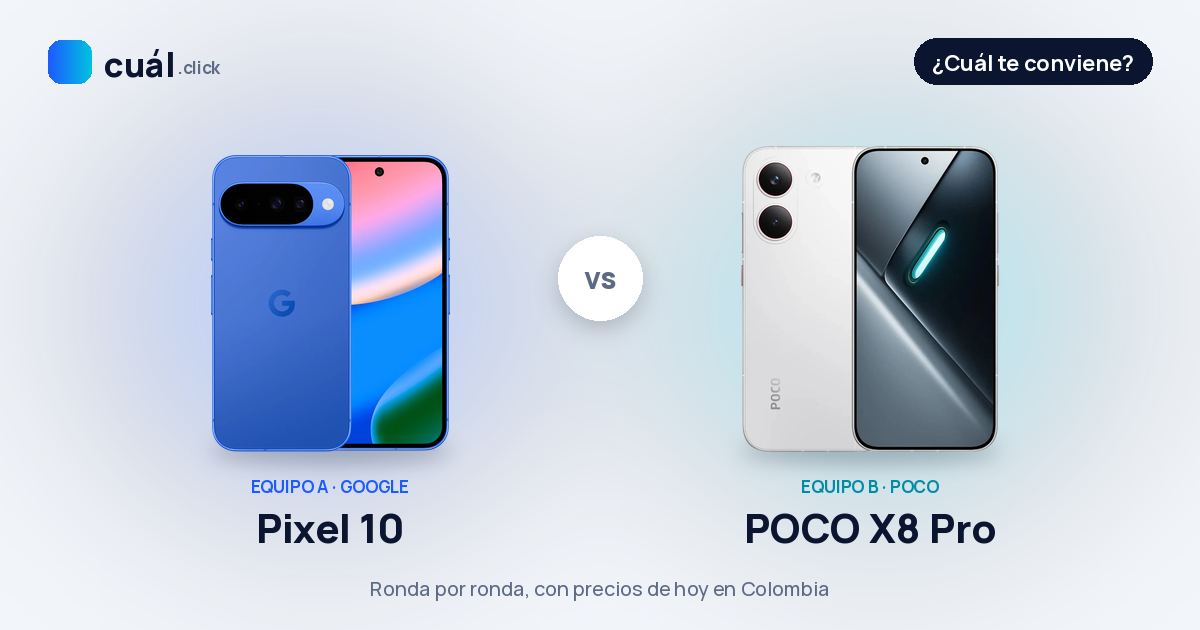 cuál.click
¿Cuál te conviene?
G
VS
POCO
EQUIPO A · GOOGLE
Pixel 10
EQUIPO B · POCO
POCO X8 Pro
Ronda por ronda, con precios de hoy en Colombia